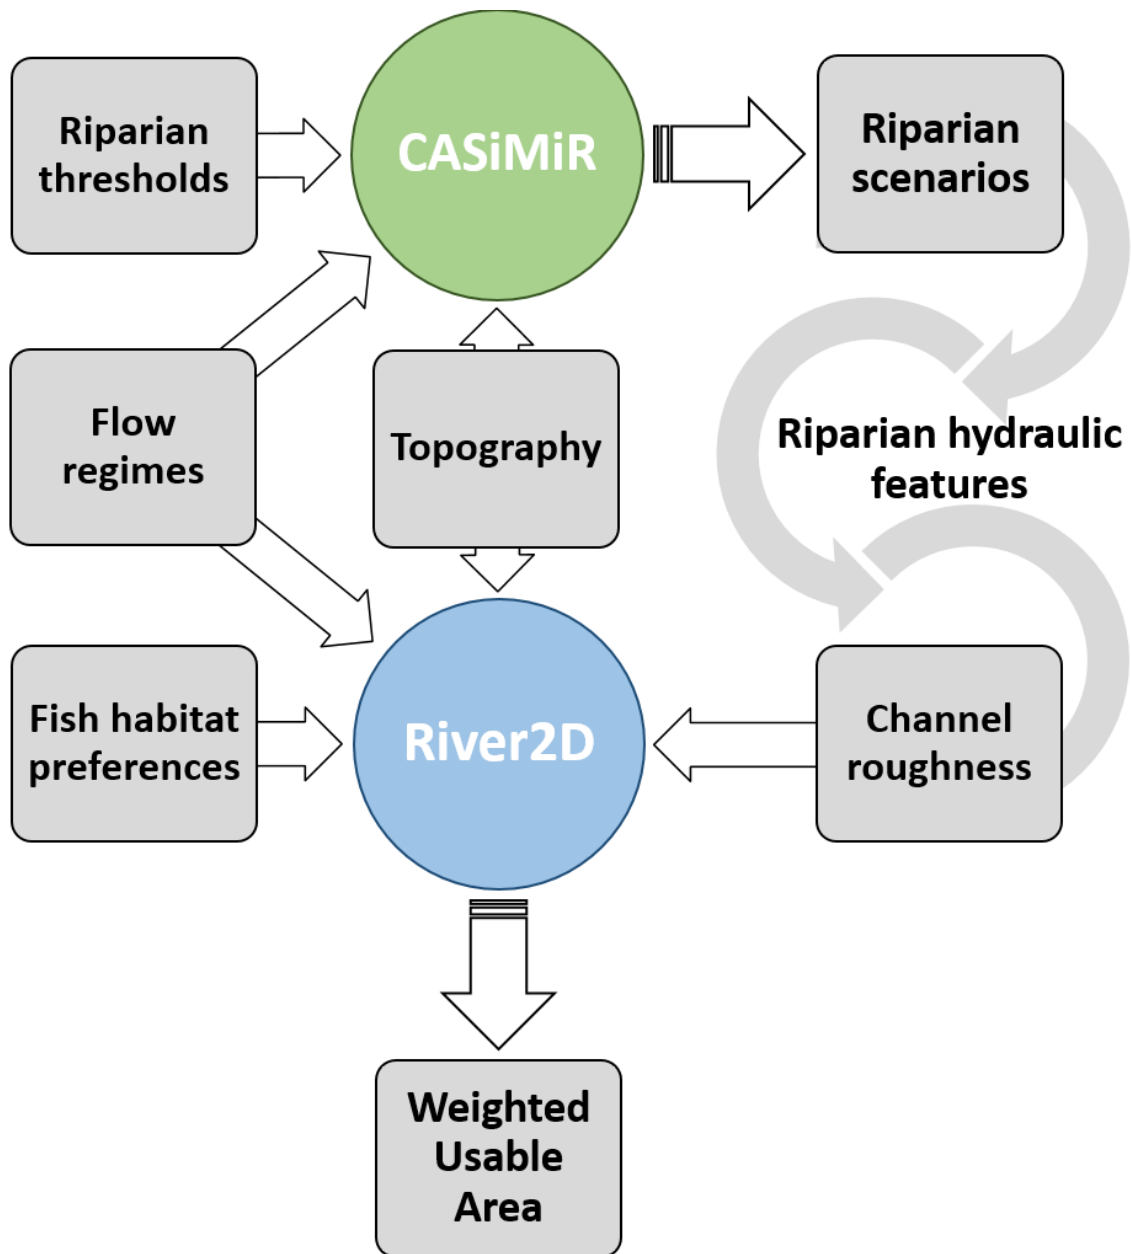 Riparian
thresholds
CASiMiR
Riparian
scenarios
Flow
regimes
Topography
Riparian hydraulic
features
Fish habitat
preferences
River2D
Channel
roughness
Weighted
Usable
Area